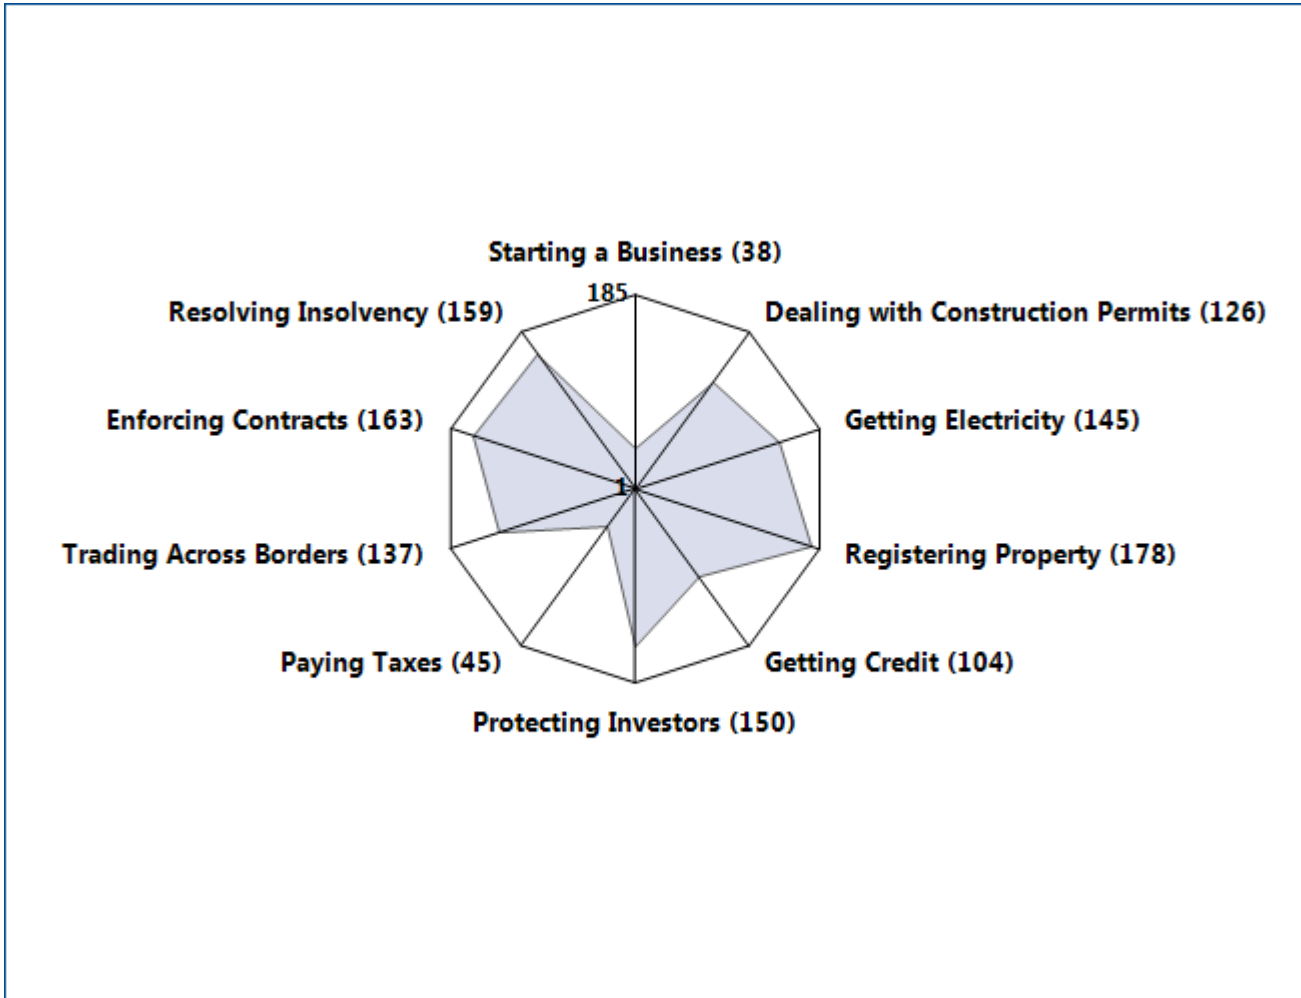 Starting a Business (38)
185
Resolving Insolvency (159)
Dealing with Construction Permits (126)
Enforcing Contracts (163)
Getting Electricity (145)
1
Trading Across Borders (137)
Registering Property (178)
Paying Taxes (45)
Getting Credit (104)
Protecting Investors (150)